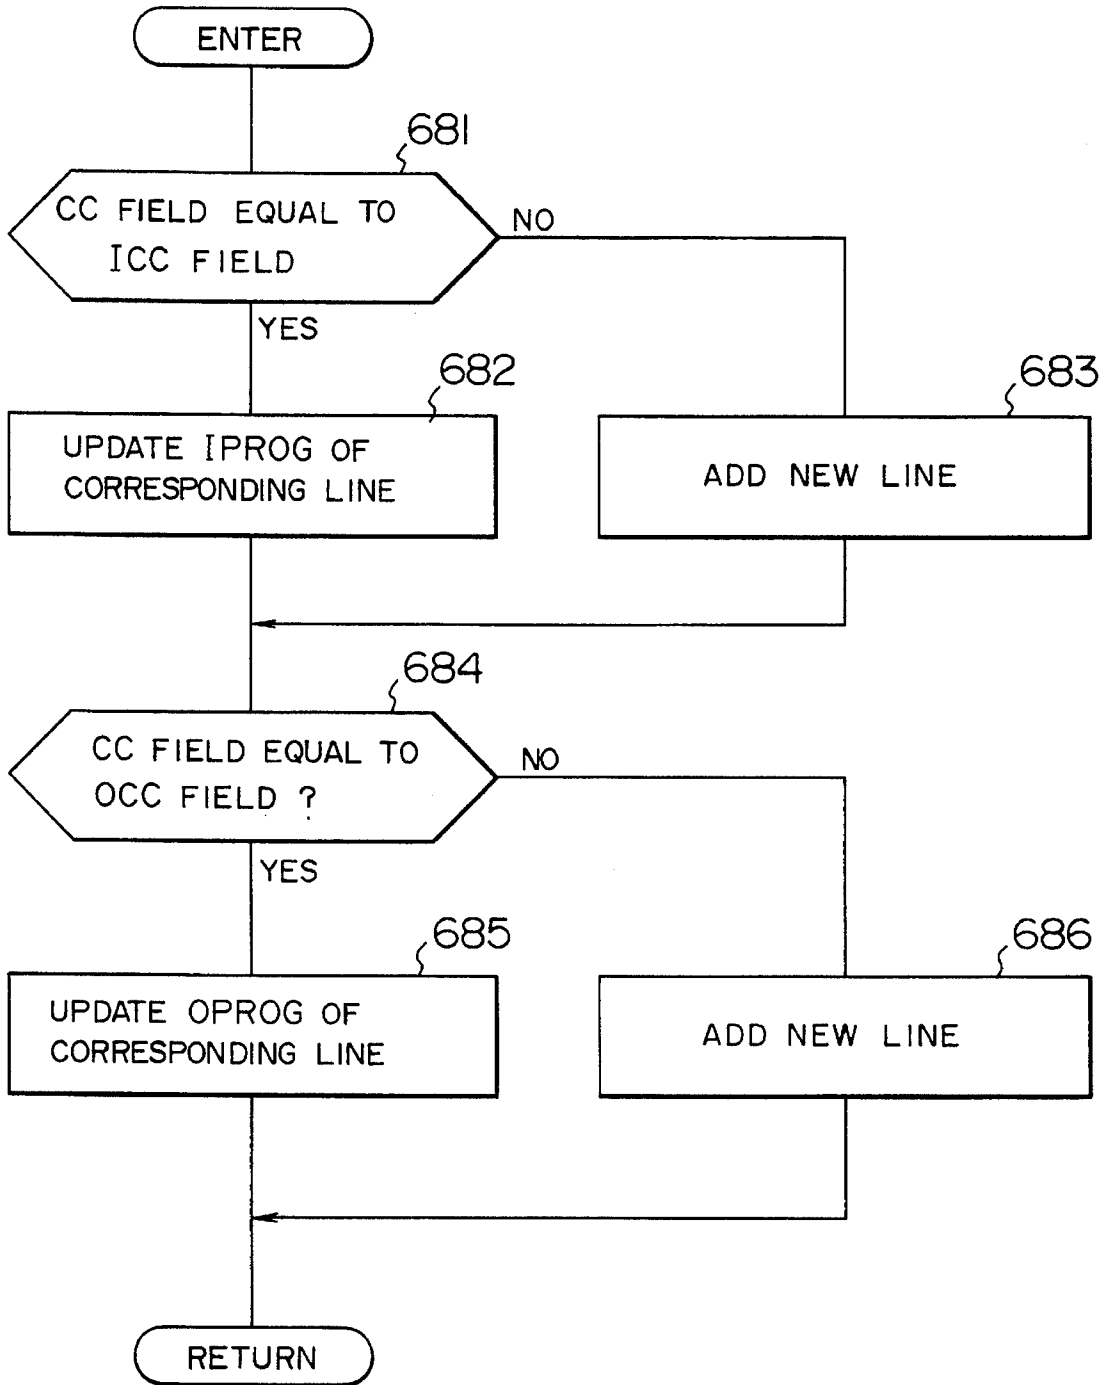 ENTER
681
CC FIELD EQUAL TO
ICC FIELD
NO
YES
682
UPDATE IPROG OF
CORRESPONDING LINE
683
ADD NEW LINE
684
CC FIELD EQUAL TO
OCC FIELD ?
NO
YES
685
UPDATE OPROG OF
CORRESPONDING LINE
686
ADD NEW LINE
RETURN